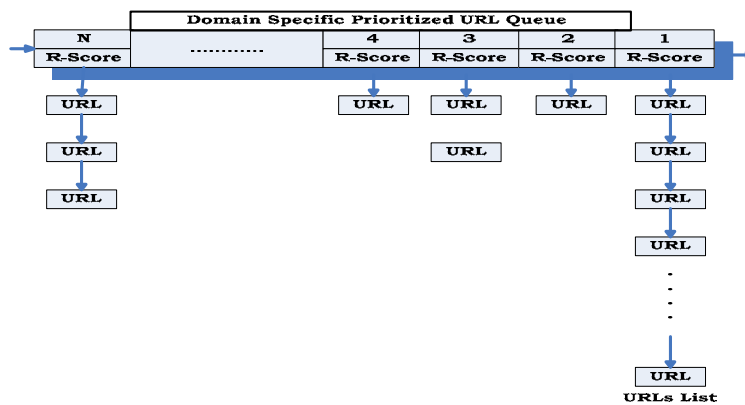 Domain Specific Prioritized URL Queue
N ........... 4 3 2 1
R-Score R-Score R-Score R-Score R-Score
URL URL URL URL URL
URL URL URL
URL URL
URL
URL
URLs List